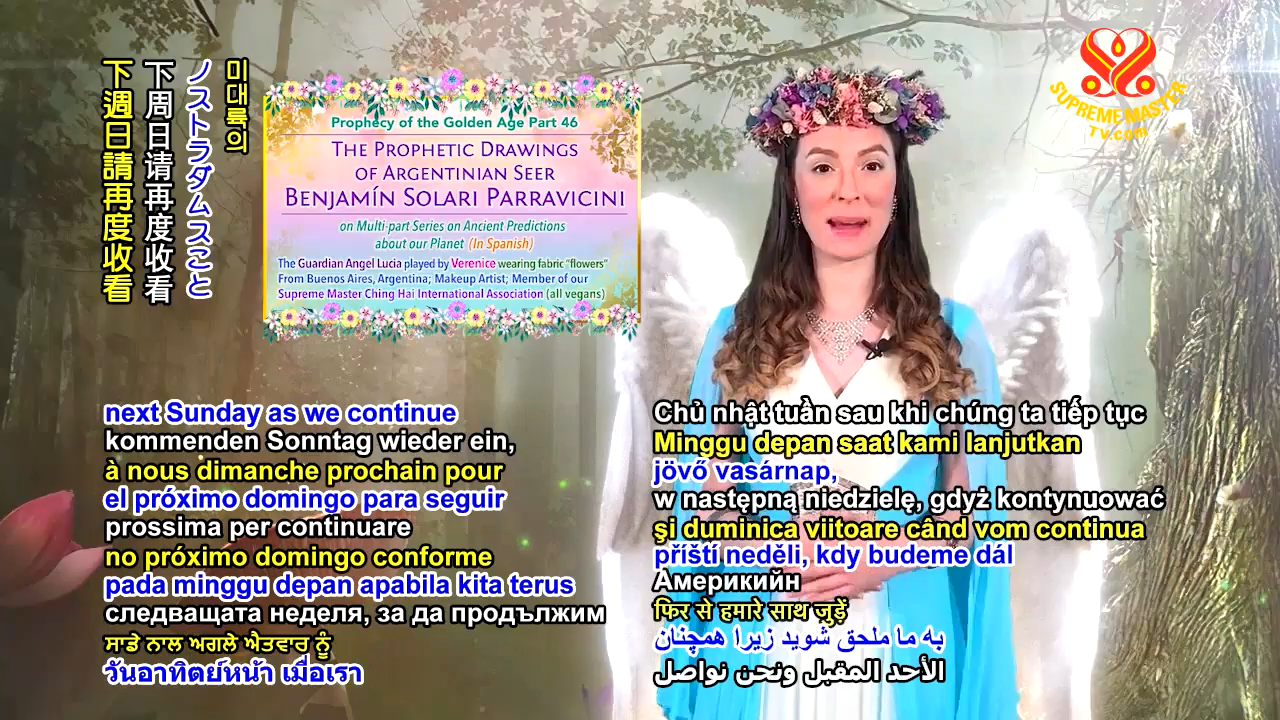 미대륙의
ノストラダムスこと
下周日请再度收看
下週日請再度收看
Prophecy of the Golden Age Part 46
The Prophetic Drawings
of Argentinian Seer
Benjamín Solari Parravicini
on Multi-part Series on Ancient Predictions
about our Planet (In Spanish)
The Guardian Angel Lucia played by Verenice wearing fabric "flowers"
From Buenos Aires, Argentina; Makeup Artist; Member of our
Supreme Master Ching Hai International Association (all vegans)
SUPREME MASTER
TV.com
next Sunday as we continue
kommenden Sonntag wieder ein,
à nous dimanche prochain pour
el próximo domingo para seguir
prossima per continuare
no próximo domingo conforme
pada minggu depan apabila kita terus
следващата неделя, за да продължим
ਸਾਡੇ ਨਾਲ ਅਗਲੇ ਐਤਵਾਰ ਨੂੰ
วันอาทิตย์หน้า เมื่อเรา
Chủ nhật tuần sau khi chúng ta tiếp tục
Minggu depan saat kami lanjutkan
jövő vasárnap,
w następną niedzielę, gdyż kontynuować
şi duminica viitoare când vom continua
příští neděli, kdy budeme dál
Америкийн
फिर से हमारे साथ जुड़ें
به ما ملحق شوید زیرا همچنان
الأحد المقبل ونحن نواصل